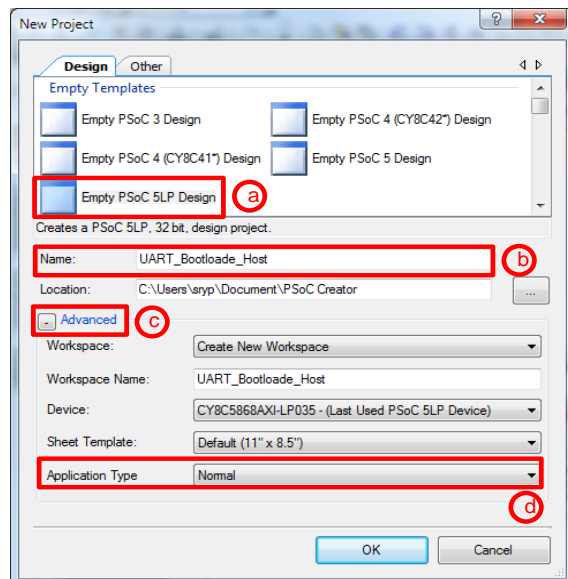 New Project
Design Other
Empty Templates
Empty PSoC 3 Design
Empty PSoC 4 (CY8C42*) Design
Empty PSoC 4 (CY8C41*) Design
Empty PSoC 5 Design
Empty PSoC 5LP Design
a
Creates a PSoC 5LP, 32 bit, design project.
Name: UART_Bootloade_Host
b
Location: C:\Users\sryp\Document\PSoC Creator ...
- Advanced
c
Workspace: Create New Workspace
Workspace Name: UART_Bootloade_Host
Device: CY8C5868AXI-LP035 - (Last Used PSoC 5LP Device)
Sheet Template: Default (11" x 8.5")
Application Type Normal
d
OK Cancel